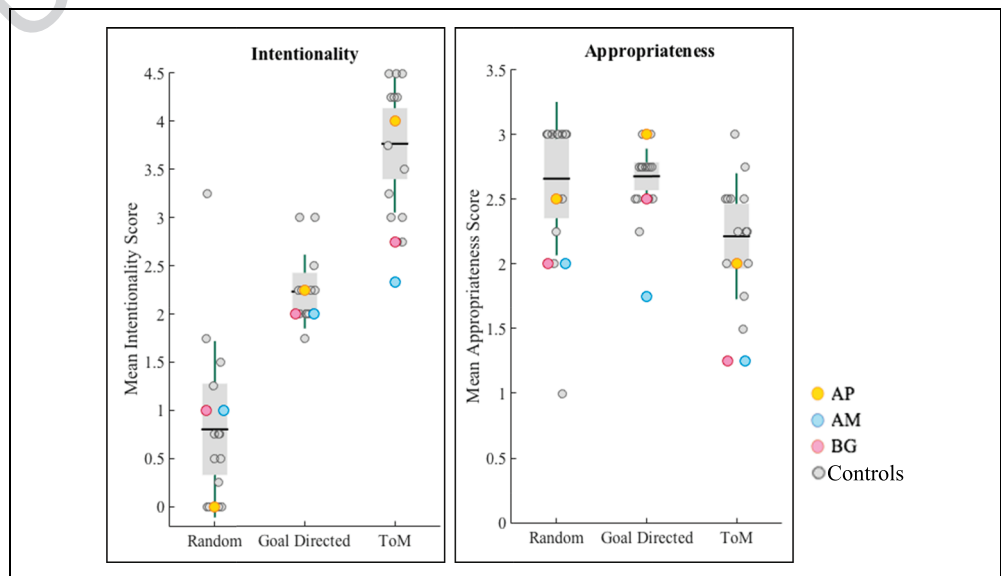 Intentionality
Mean Intentionality Score
4.5
4
3.5
3
2.5
2
1.5
1
0.5
0
Random Goal Directed ToM
Appropriateness
Mean Appropriateness Score
3.5
3
2.5
2
1.5
1
0.5
0
Random Goal Directed ToM
AP
AM
BG
Controls